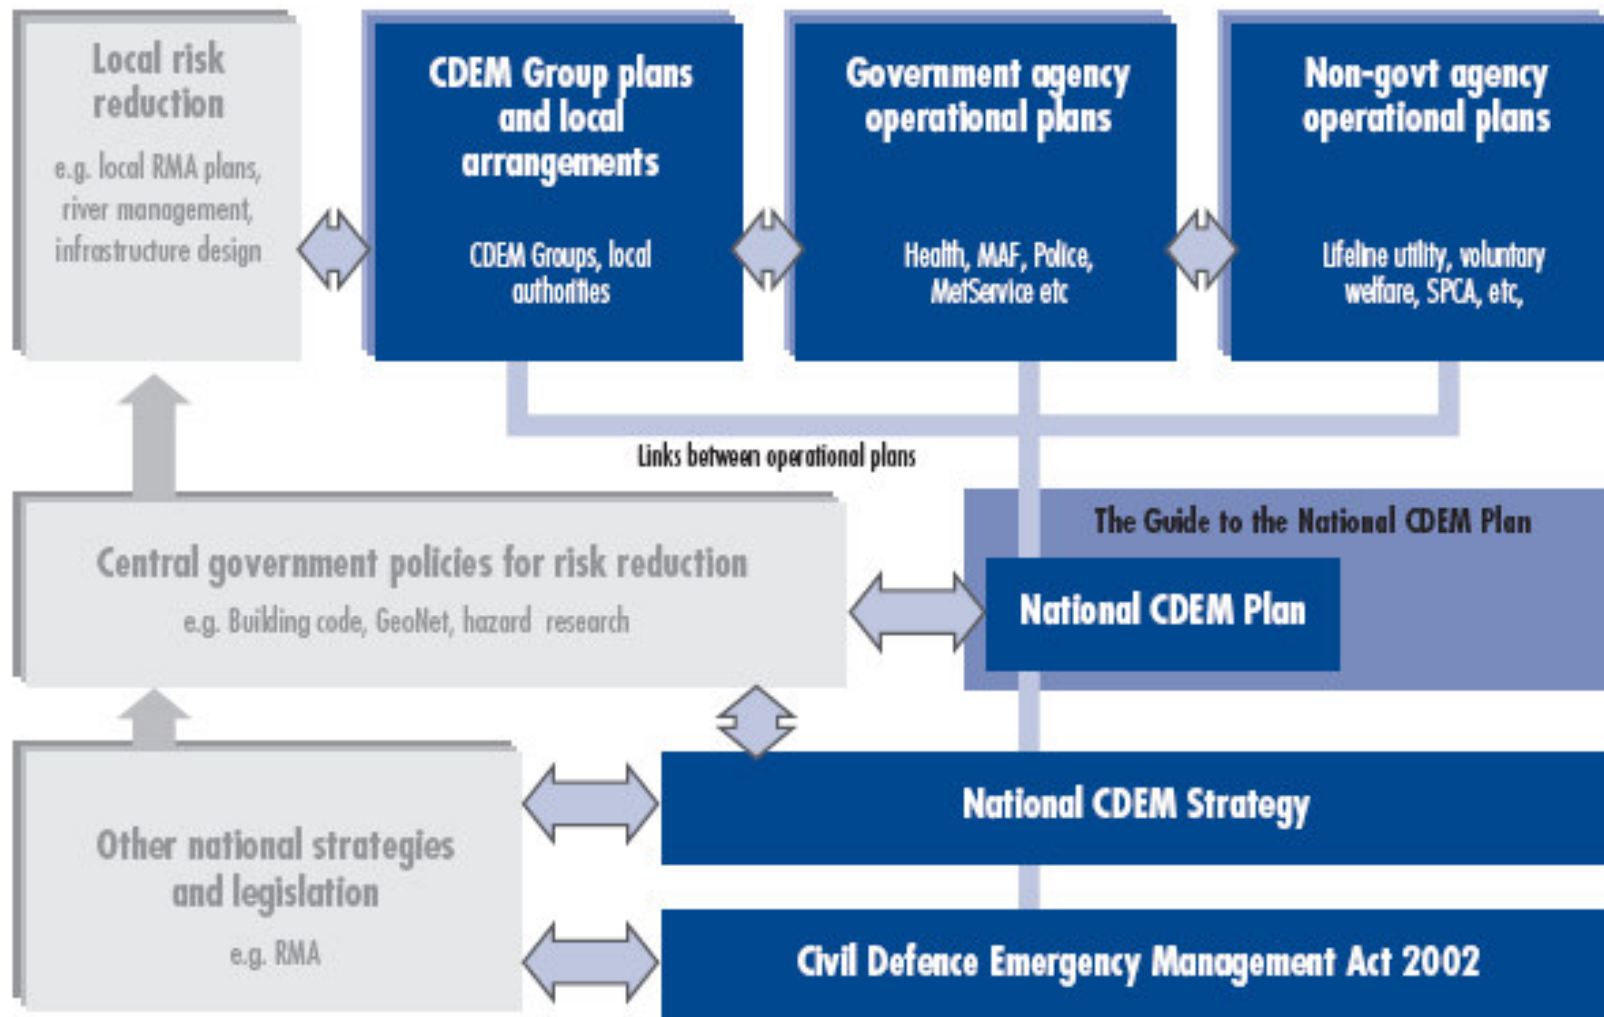 Local risk
reduction
e.g. local RMA plans,
river management,
infrastructure design
CDEM Group plans
and local
arrangements
CDEM Groups, local
authorities
Government agency
operational plans
Health, MAF, Police,
MetService etc
Non-govt agency
operational plans
Lifeline utility, voluntary
welfare, SPCA, etc,
Links between operational plans
Central government policies for risk reduction
e.g. Building code, GeoNet, hazard research
The Guide to the National CDEM Plan
National CDEM Plan
Other national strategies
and legislation
e.g. RMA
National CDEM Strategy
Civil Defence Emergency Management Act 2002